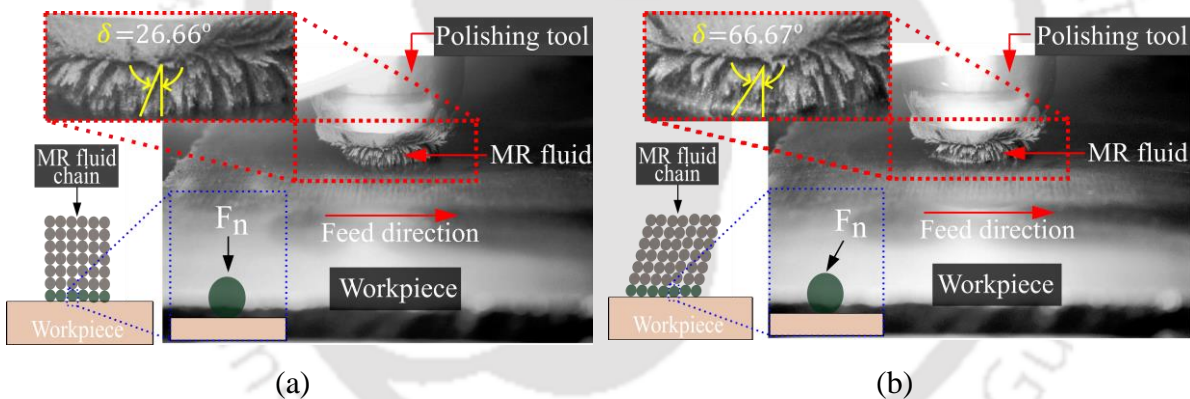 δ=26.66°
Polishing tool
MR fluid
MR fluid
chain
Fn
Feed direction
Workpiece
Workpiece
(a)
δ=66.67°
Polishing tool
MR fluid
MR fluid
chain
Fn
Feed direction
Workpiece
Workpiece
(b)